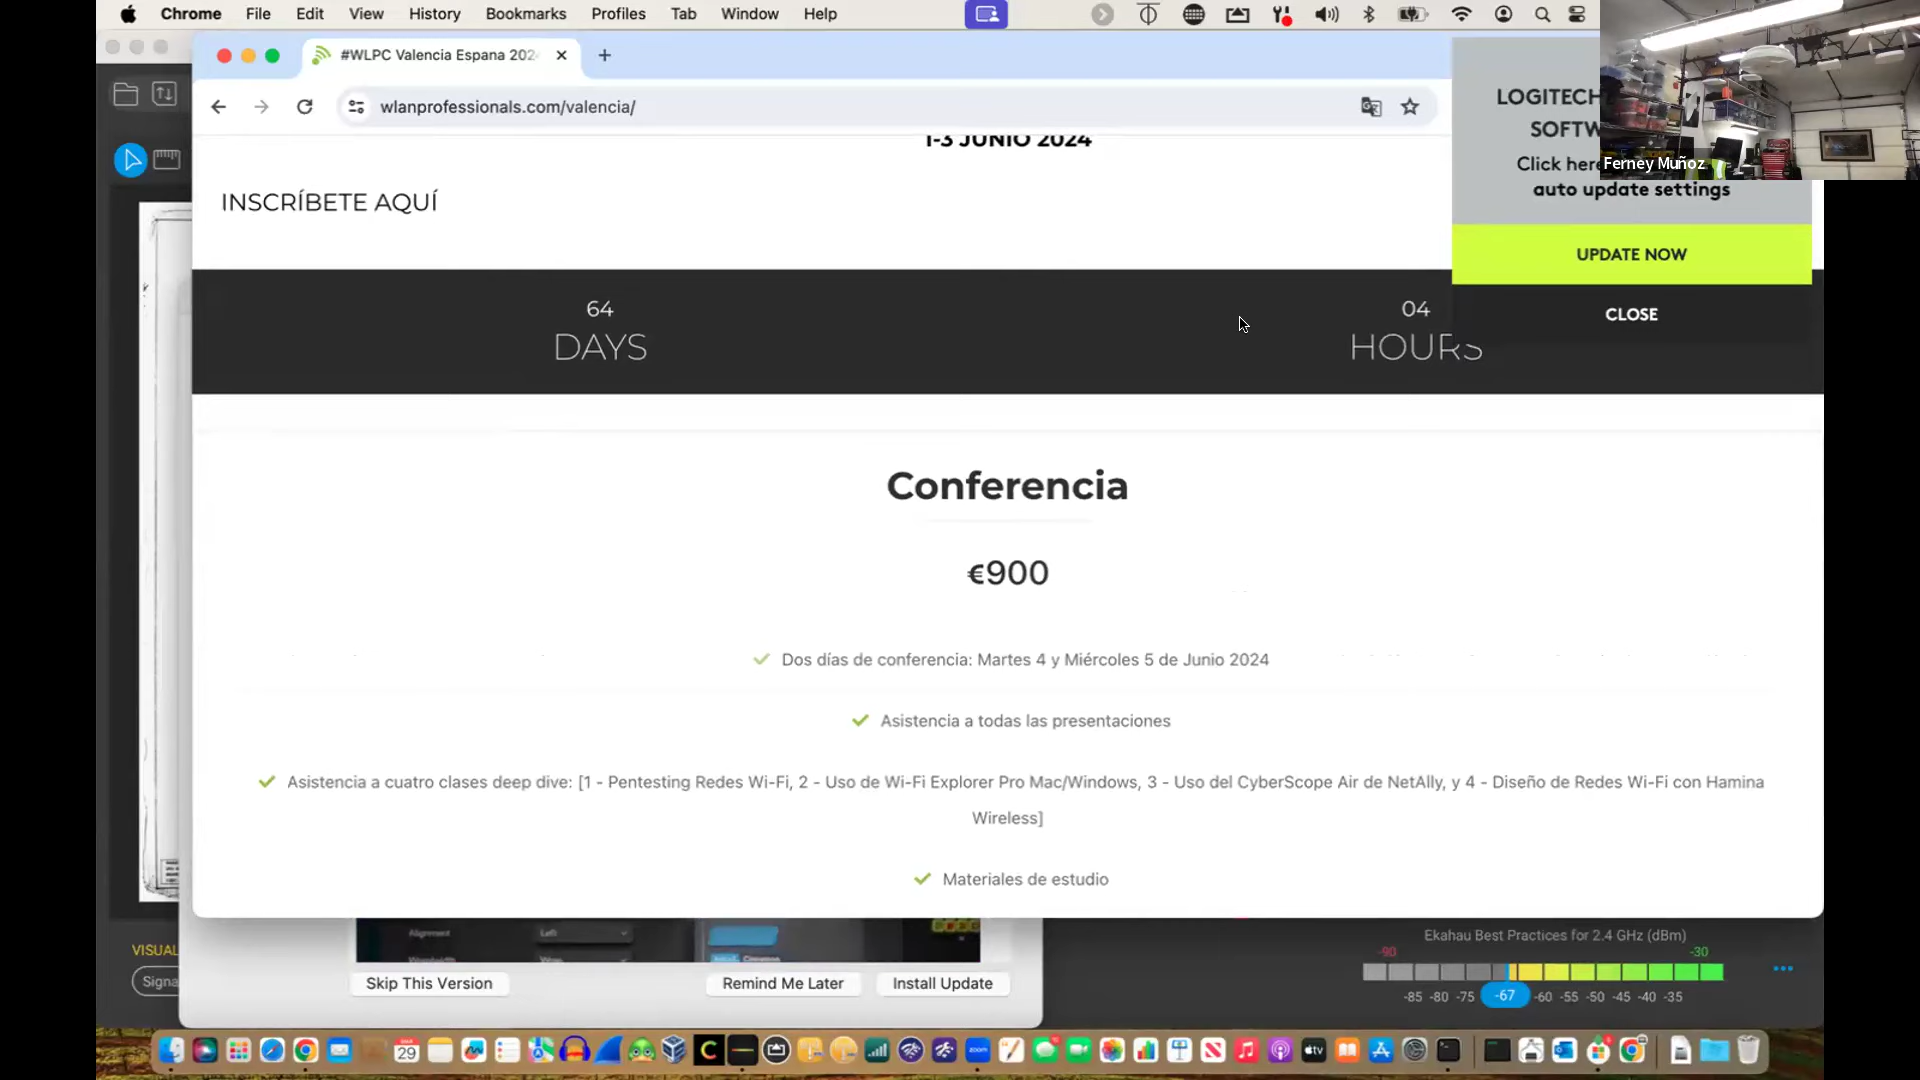 Chrome File Edit View History Bookmarks Profiles Tab Window Help
#WLPC Valencia Espana 202
wlanprofessionals.com/valencia/
1-3 JUNIO 2024
INSCRÍBETE AQUÍ
64
DAYS
04
HOURS
LOGITECH
SOFTW
Click here
auto update settings
UPDATE NOW
CLOSE
Ferney Muñoz
Conferencia
€900
Dos días de conferencia: Martes 4 y Miércoles 5 de Junio 2024
Asistencia a todas las presentaciones
Asistencia a cuatro clases deep dive: [1 - Pentesting Redes Wi-Fi, 2 - Uso de Wi-Fi Explorer Pro Mac/Windows, 3 - Uso del CyberScope Air de NetAlly, y 4 - Diseño de Redes Wi-Fi con Hamina
Wireless]
Materiales de estudio
VISUAL
Signa
Alignment Left
Skip This Version Remind Me Later Install Update
Ekahau Best Practices for 2.4 GHz (dBm)
-90 -30
-85 -80 -75 -67 -60 -55 -50 -45 -40 -35
29
zoom
tv